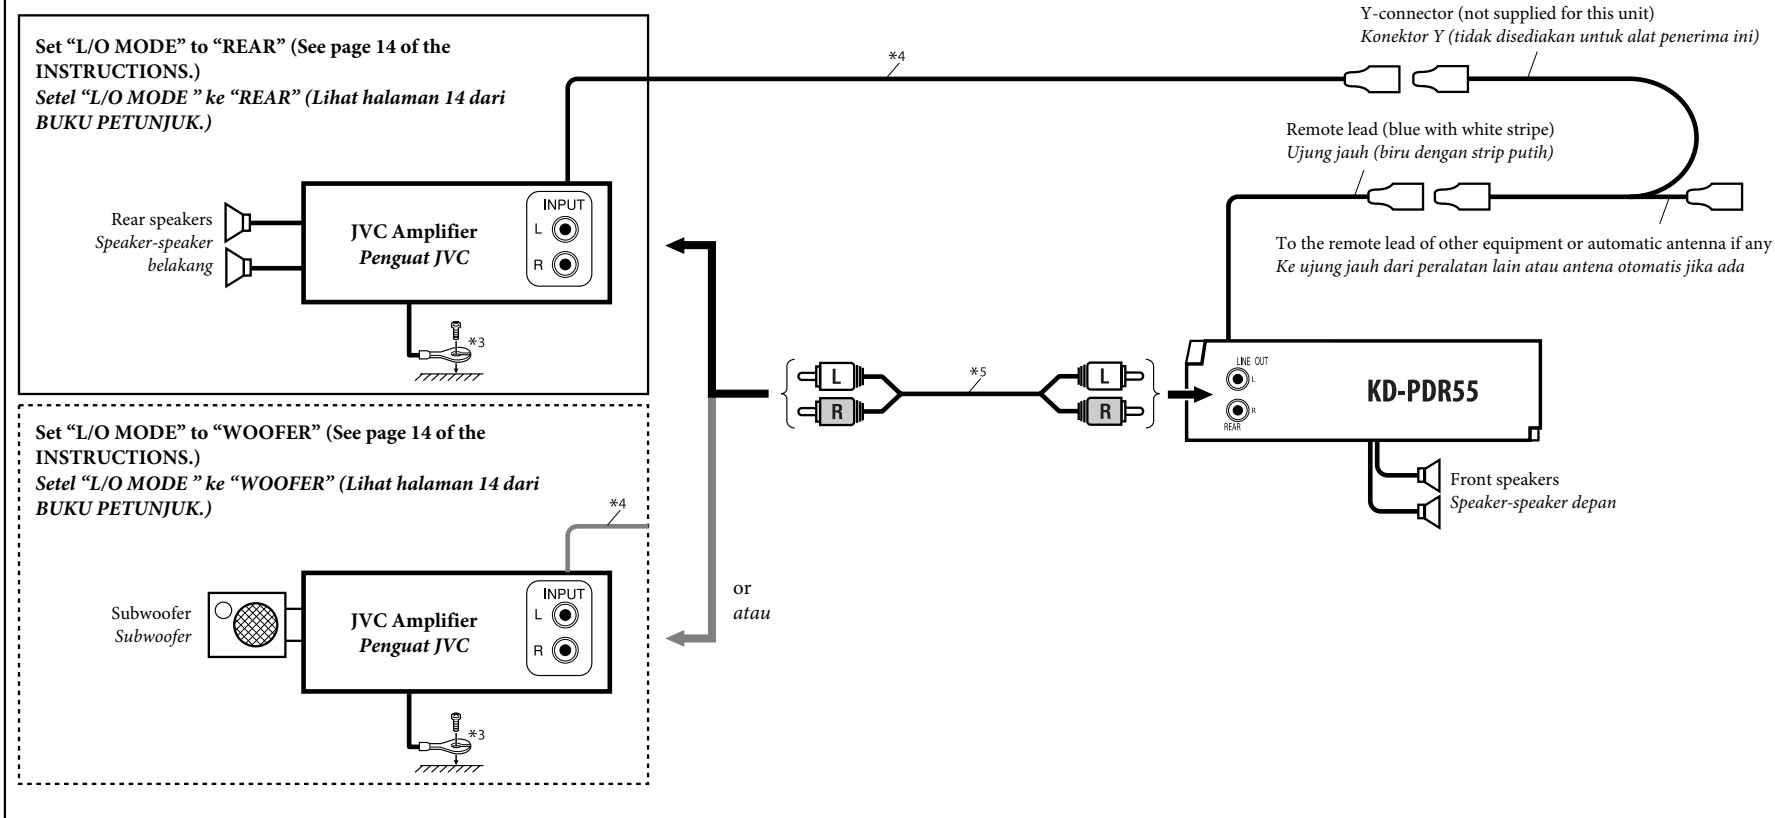 Set “L/O MODE” to “REAR” (See page 14 of the
INSTRUCTIONS.)
Setel “L/O MODE ” ke “REAR” (Lihat halaman 14 dari
BUKU PETUNJUK.)
Rear speakers
Speaker-speaker
belakang
JVC Amplifier
Penguat JVC
INPUT
L
R
*3
*4
Y-connector (not supplied for this unit)
Konektor Y (tidak disediakan untuk alat penerima ini)
Remote lead (blue with white stripe)
Ujung jauh (biru dengan strip putih)
To the remote lead of other equipment or automatic antenna if any
Ke ujung jauh dari peralatan lain atau antena otomatis jika ada
L
R
*5
L
R
LINE OUT
L
R
REAR
KD-PDR55
Front speakers
Speaker-speaker depan
Set “L/O MODE” to “WOOFER” (See page 14 of the
INSTRUCTIONS.)
Setel “L/O MODE ” ke “WOOFER” (Lihat halaman 14 dari
BUKU PETUNJUK.)
*4
Subwoofer
Subwoofer
JVC Amplifier
Penguat JVC
INPUT
L
R
*3
or
atau